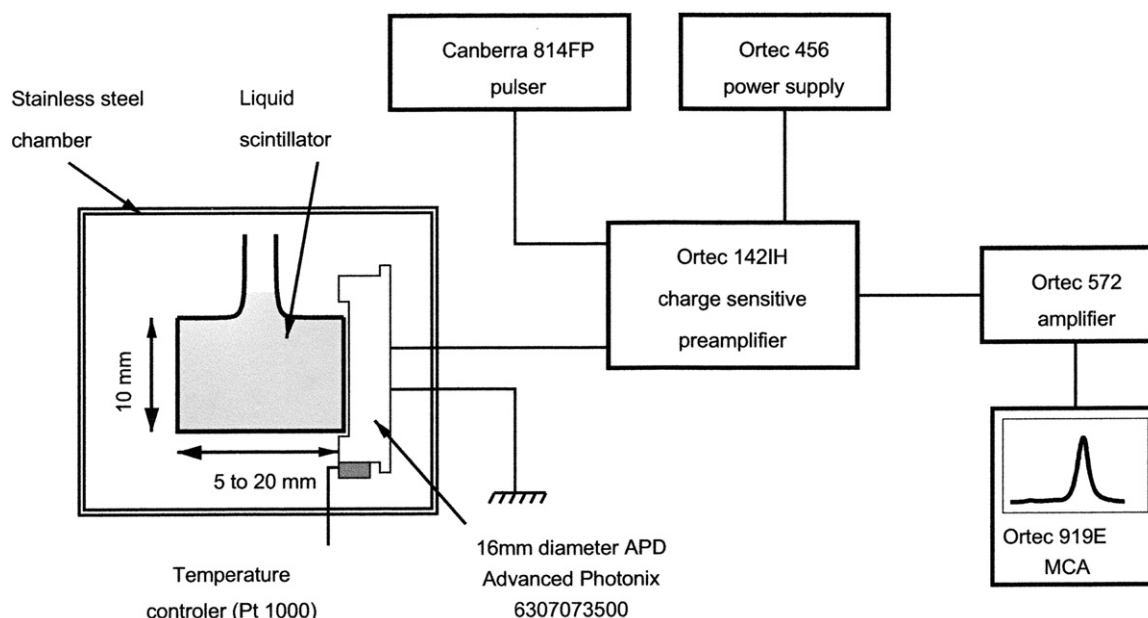 Canberra 814FP
pulser
Ortec 456
power supply
Stainless steel
chamber
Liquid
scintillator
Ortec 142IH
charge sensitive
preamplifier
Ortec 572
amplifier
10 mm
5 to 20 mm
Ortec 919E
MCA
16mm diameter APD
Advanced Photonix
6307073500
Temperature
controler (Pt 1000)